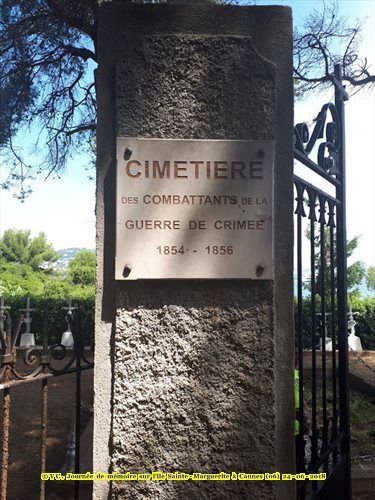 CIMETIERE
DES COMBATTANTS DE LA
GUERRE DE CRIMEE
1854 - 1856
© Y C , Journée de mémoire sur l'île Sainte- Marguerite à Cannes (06) 24 -06 -2018